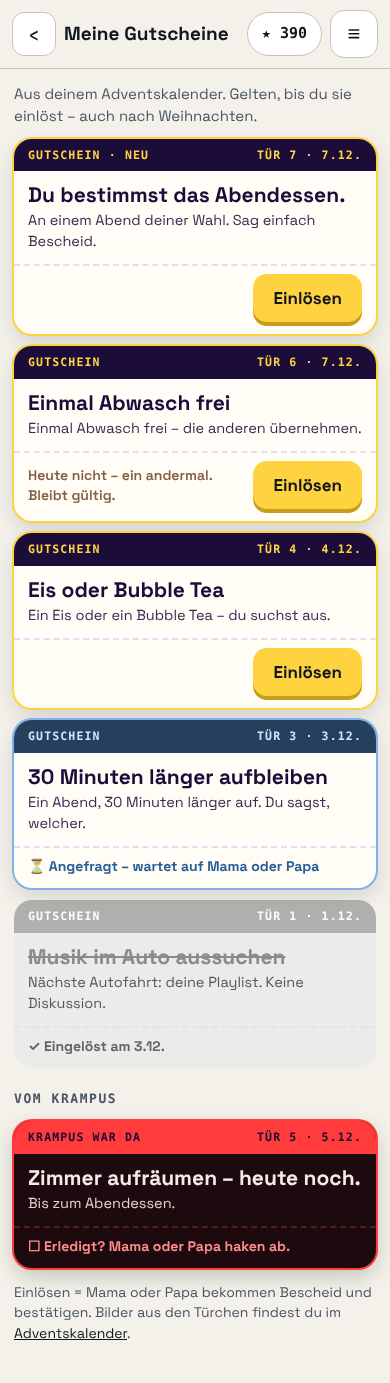 < Meine Gutscheine ★ 390 ≡
Aus deinem Adventskalender. Gelten, bis du sie
einlöst – auch nach Weihnachten.
GUTSCHEIN · NEU TÜR 7 · 7.12.
Du bestimmst das Abendessen.
An einem Abend deiner Wahl. Sag einfach
Bescheid.
Einlösen
GUTSCHEIN TÜR 6 · 7.12.
Einmal Abwasch frei
Einmal Abwasch frei – die anderen übernehmen.
Heute nicht – ein andermal.
Bleibt gültig.
Einlösen
GUTSCHEIN TÜR 4 · 4.12.
Eis oder Bubble Tea
Ein Eis oder ein Bubble Tea – du suchst aus.
Einlösen
GUTSCHEIN TÜR 3 · 3.12.
30 Minuten länger aufbleiben
Ein Abend, 30 Minuten länger auf. Du sagst,
welcher.
⏳ Angefragt – wartet auf Mama oder Papa
GUTSCHEIN TÜR 1 · 1.12.
Musik im Auto aussuchen
Nächste Autofahrt: deine Playlist. Keine
Diskussion.
✓ Eingelöst am 3.12.
VOM KRAMPUS
KRAMPUS WAR DA TÜR 5 · 5.12.
Zimmer aufräumen – heute noch.
Bis zum Abendessen.
☐ Erledigt? Mama oder Papa haken ab.
Einlösen = Mama oder Papa bekommen Bescheid und
bestätigen. Bilder aus den Türchen findest du im
Adventskalender.